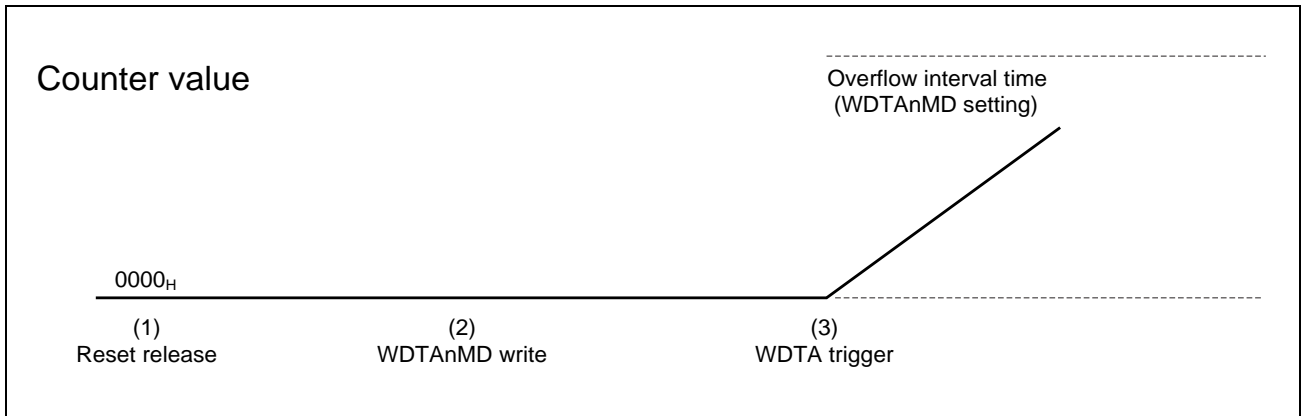 Counter value
Overflow interval time
(WDTAnMD setting)
0000H
(1)
Reset release
(2)
WDTAnMD write
(3)
WDTA trigger